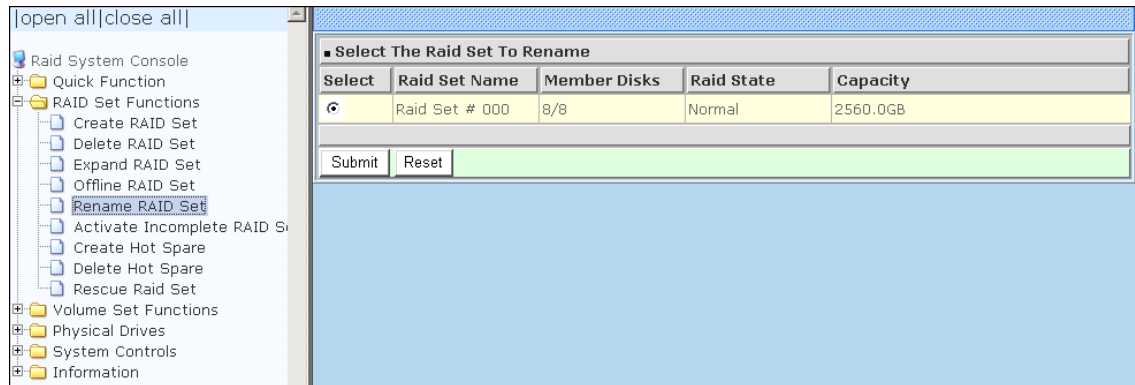 |open all|close all|
Raid System Console
Quick Function
RAID Set Functions
Create RAID Set
Delete RAID Set
Expand RAID Set
Offline RAID Set
Rename RAID Set
Activate Incomplete RAID S
Create Hot Spare
Delete Hot Spare
Rescue Raid Set
Volume Set Functions
Physical Drives
System Controls
Information
Select The Raid Set To Rename
Select Raid Set Name Member Disks Raid State Capacity
Raid Set # 000 8/8 Normal 2560.0GB
Submit Reset